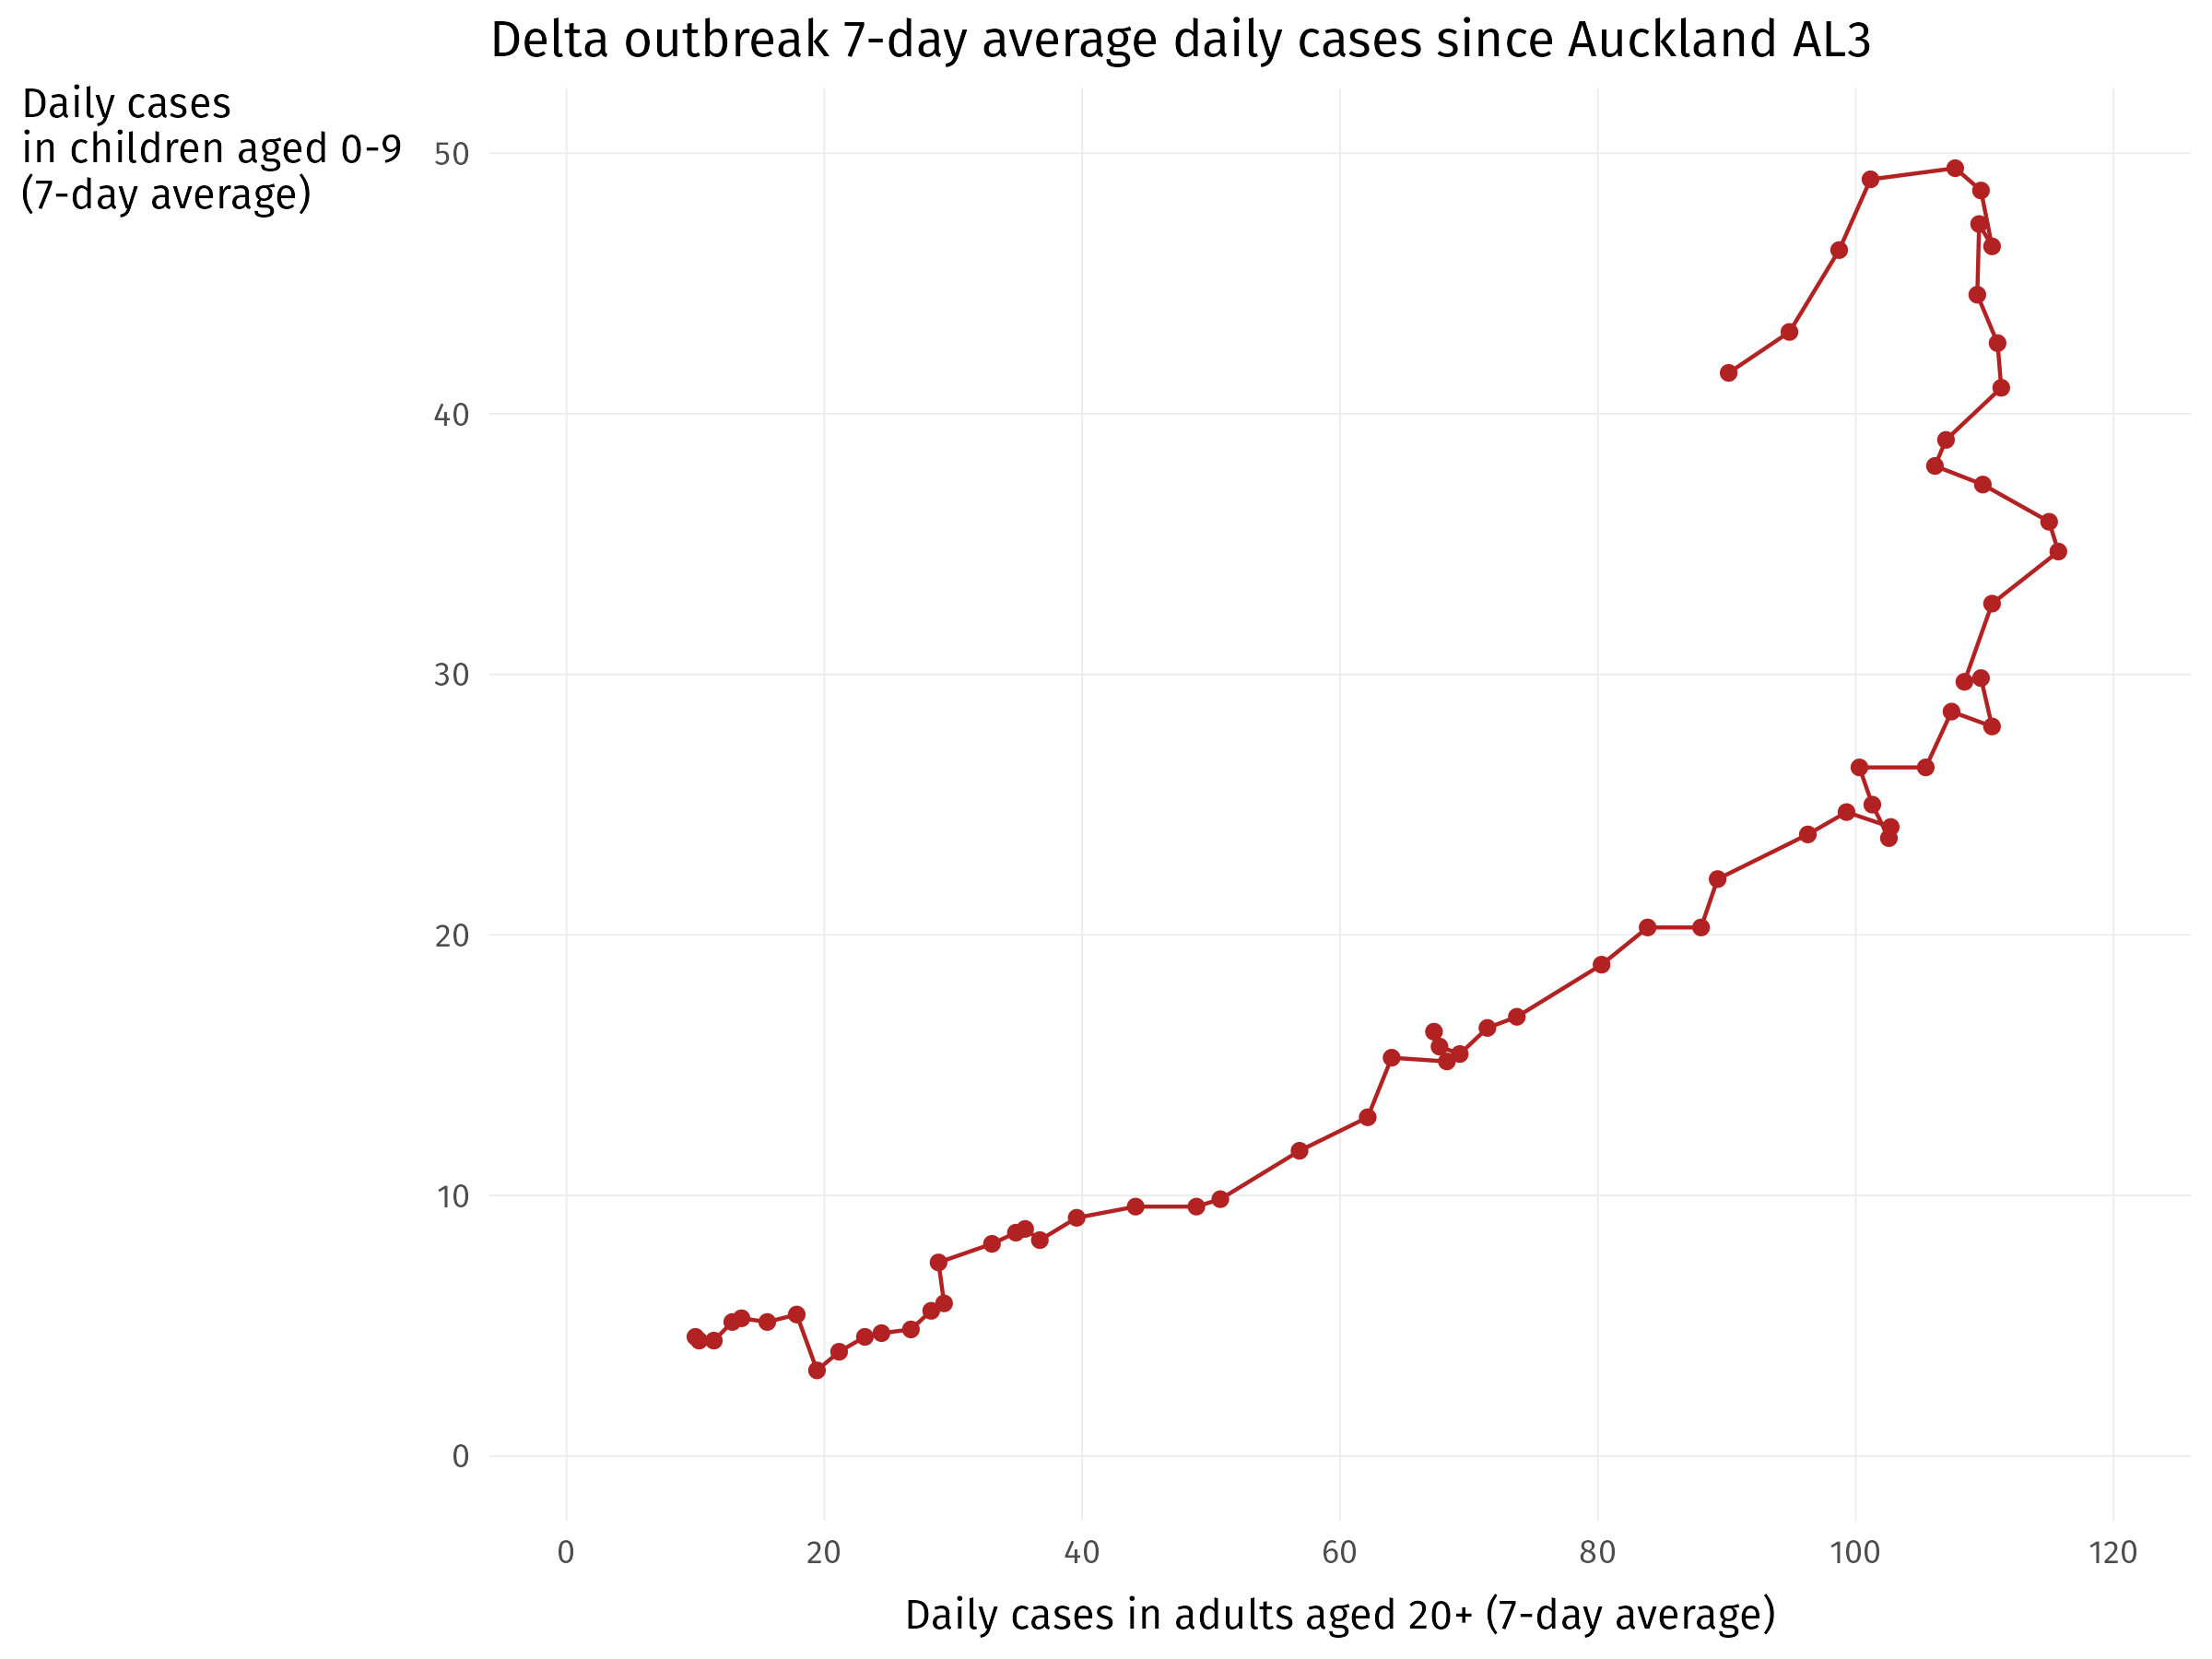 Delta outbreak 7-day average daily cases since Auckland AL3
Daily cases
in children aged 0-9
(7-day average)
50
40
30
20
10
0
0 20 40 60 80 100 120
Daily cases in adults aged 20+ (7-day average)